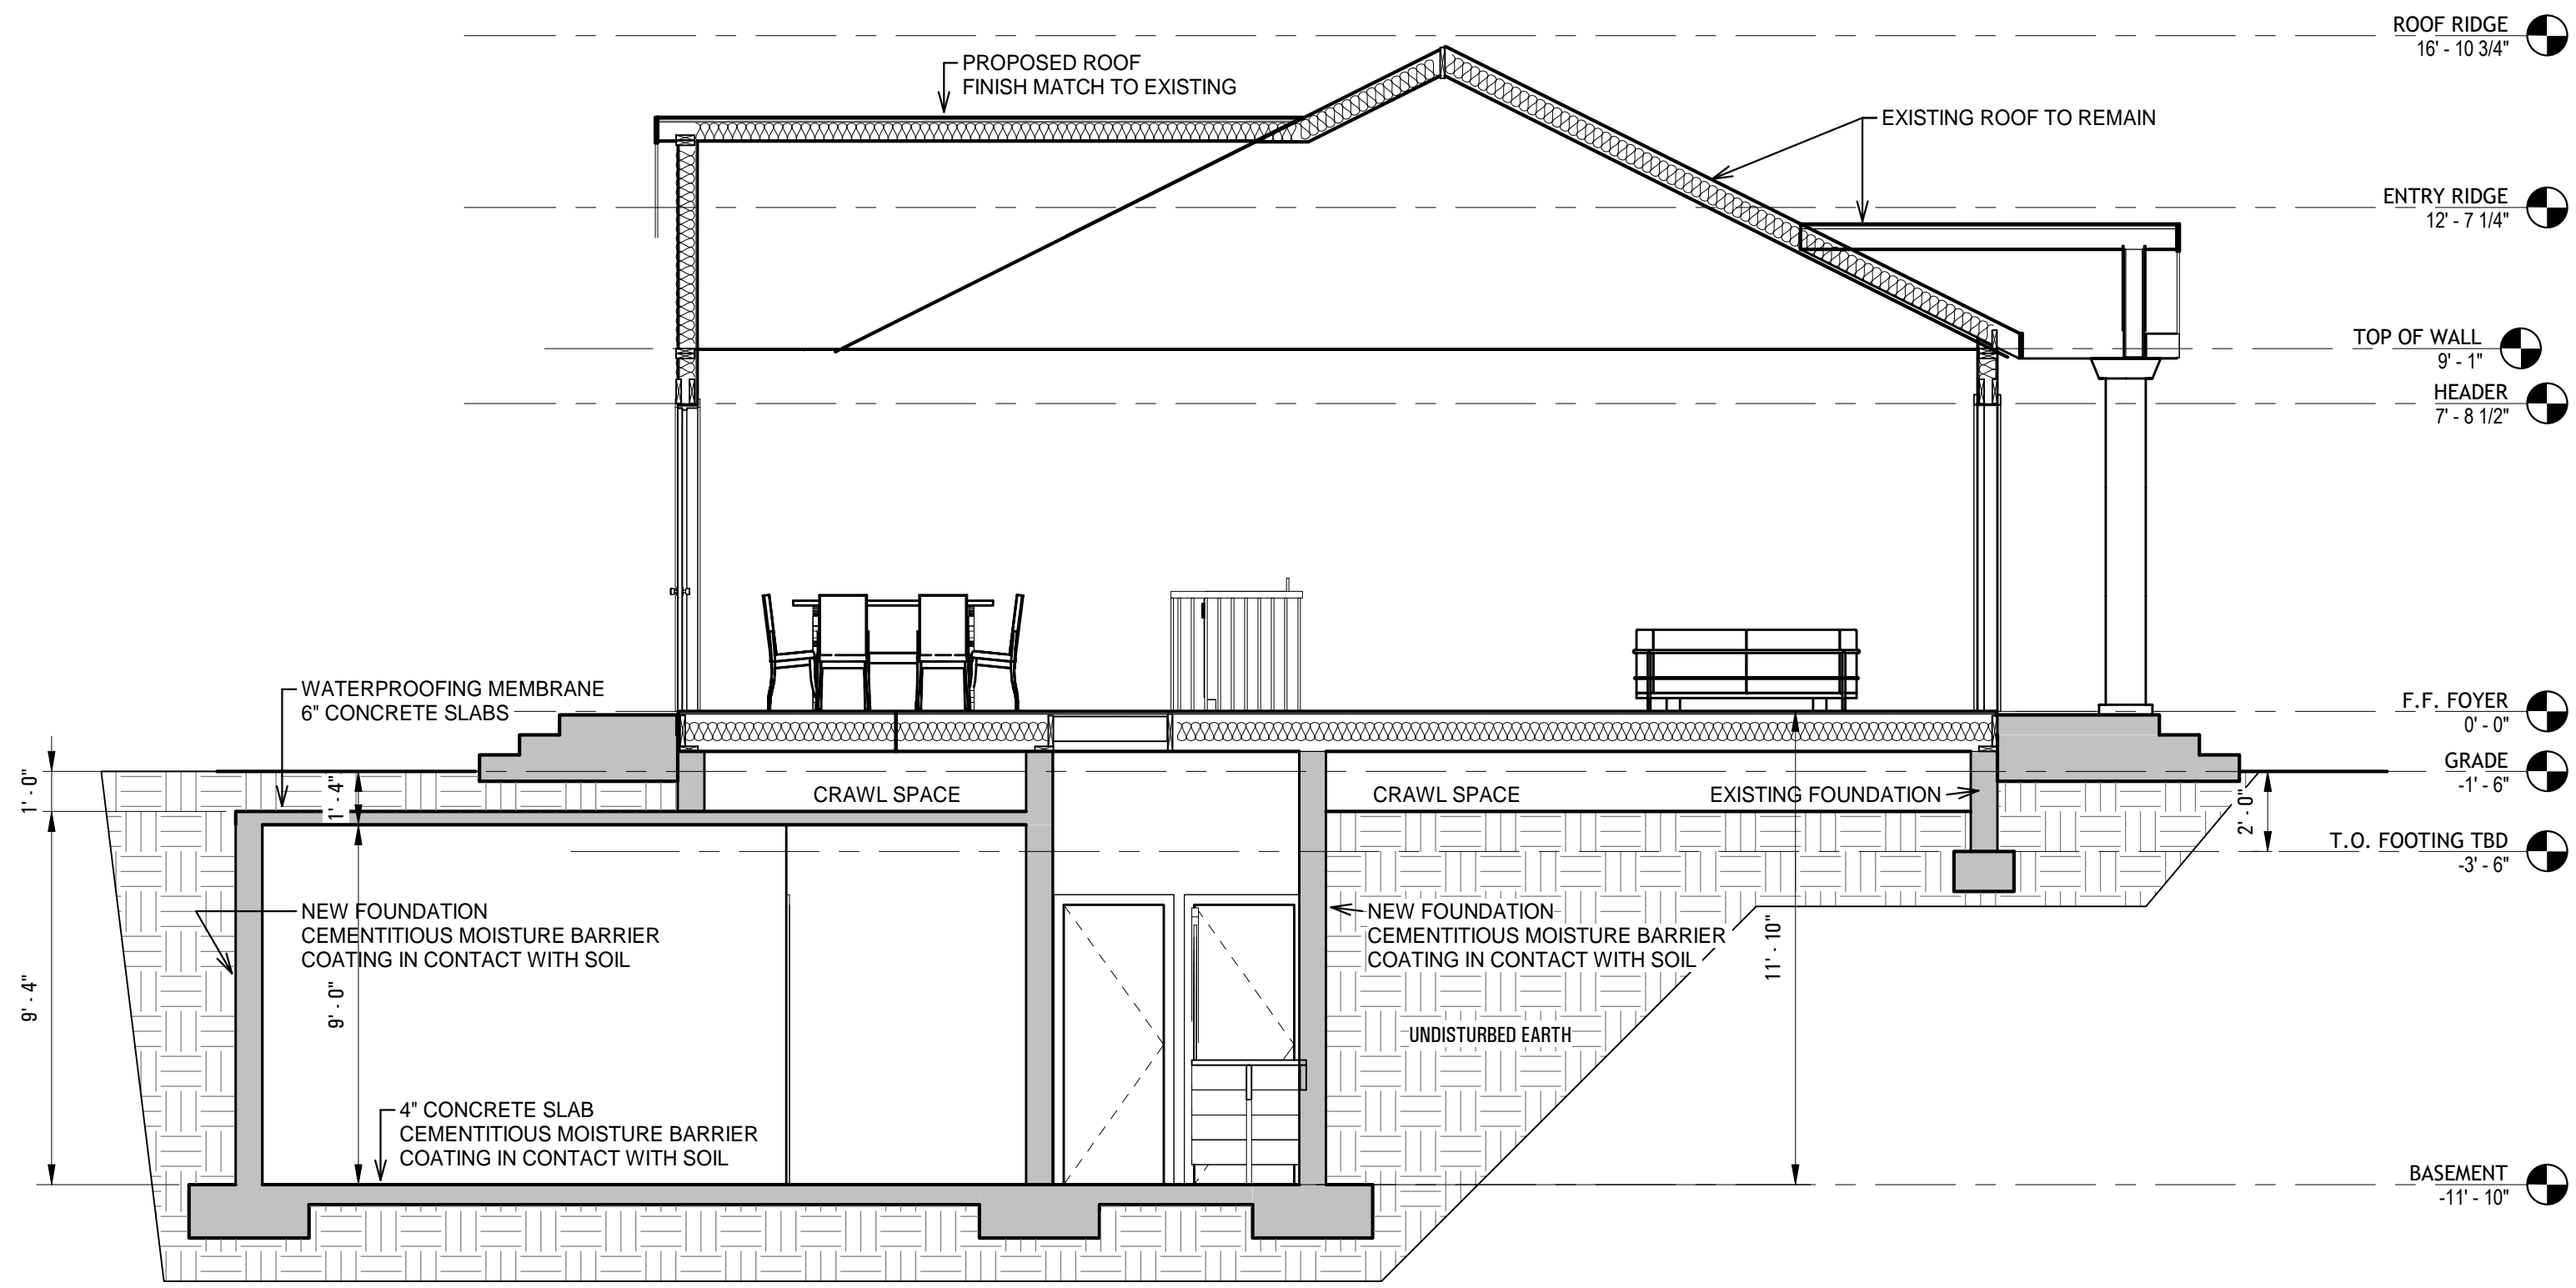 ROOF RIDGE
16' - 10 3/4"
PROPOSED ROOF
FINISH MATCH TO EXISTING
EXISTING ROOF TO REMAIN
ENTRY RIDGE
12' - 7 1/4"
TOP OF WALL
9' - 1"
HEADER
7' - 8 1/2"
WATERPROOFING MEMBRANE
6" CONCRETE SLABS
F.F. FOYER
0' - 0"
GRADE
-1' - 6"
1' - 0"
1' - 4"
CRAWL SPACE
CRAWL SPACE
EXISTING FOUNDATION
2' - 0"
T.O. FOOTING TBD
-3' - 6"
NEW FOUNDATION
CEMENTITIOUS MOISTURE BARRIER
COATING IN CONTACT WITH SOIL
NEW FOUNDATION
CEMENTITIOUS MOISTURE BARRIER
COATING IN CONTACT WITH SOIL
11' - 10"
9' - 4"
9' - 0"
UNDISTURBED EARTH
4" CONCRETE SLAB
CEMENTITIOUS MOISTURE BARRIER
COATING IN CONTACT WITH SOIL
BASEMENT
-11' - 10"